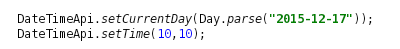 DateTimeApi.setCurrentDay(Day.parse("2015-12-17"));
DateTimeApi.setTime(10,10);